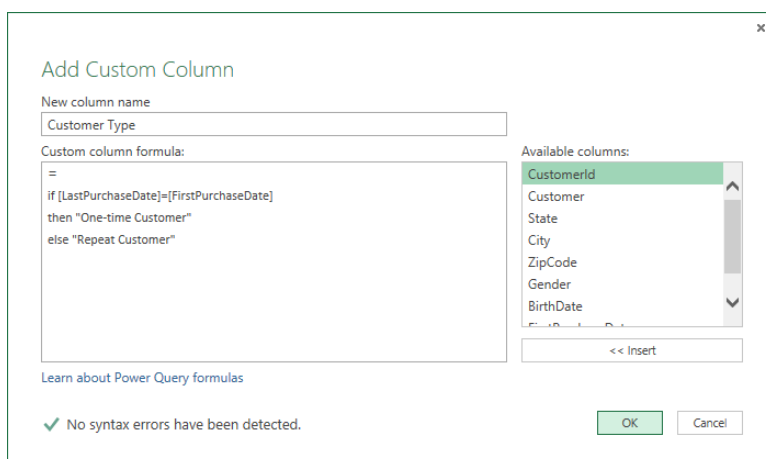 Add Custom Column
New column name
Customer Type
Custom column formula:
=
if [LastPurchaseDate]=[FirstPurchaseDate]
then "One-time Customer"
else "Repeat Customer"
Available columns:
CustomerId
Customer
State
City
ZipCode
Gender
BirthDate
<< Insert
Learn about Power Query formulas
No syntax errors have been detected.
OK
Cancel